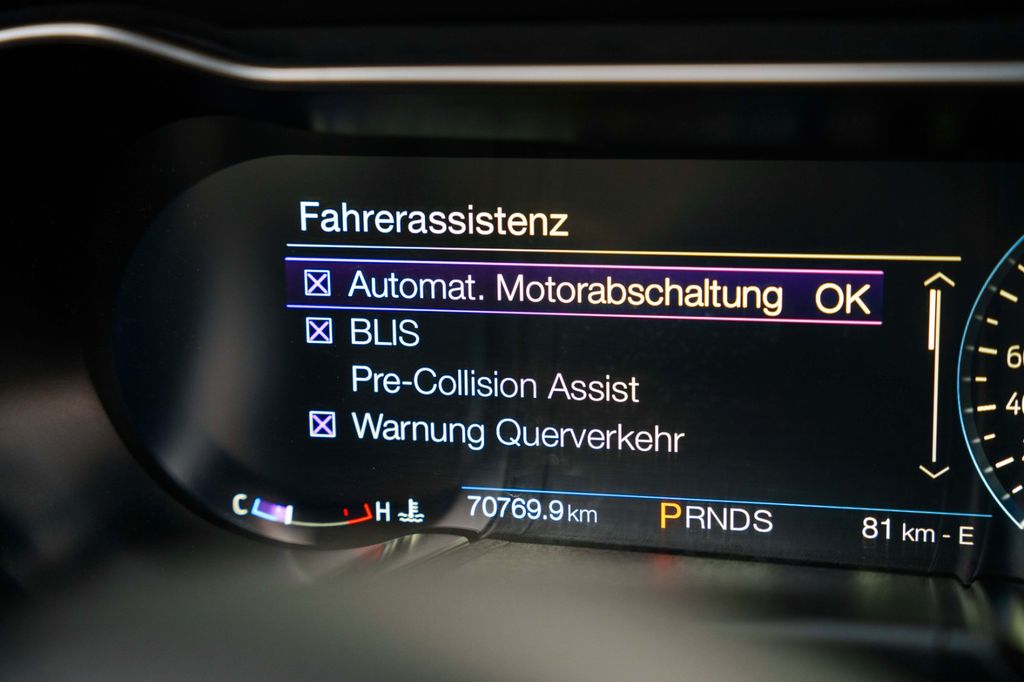 Fahrerassistenz
Automat. Motorabschaltung OK
BLIS
Pre-Collision Assist
Warnung Querverkehr
C H
70769.9 km PRNDS 81 km - E